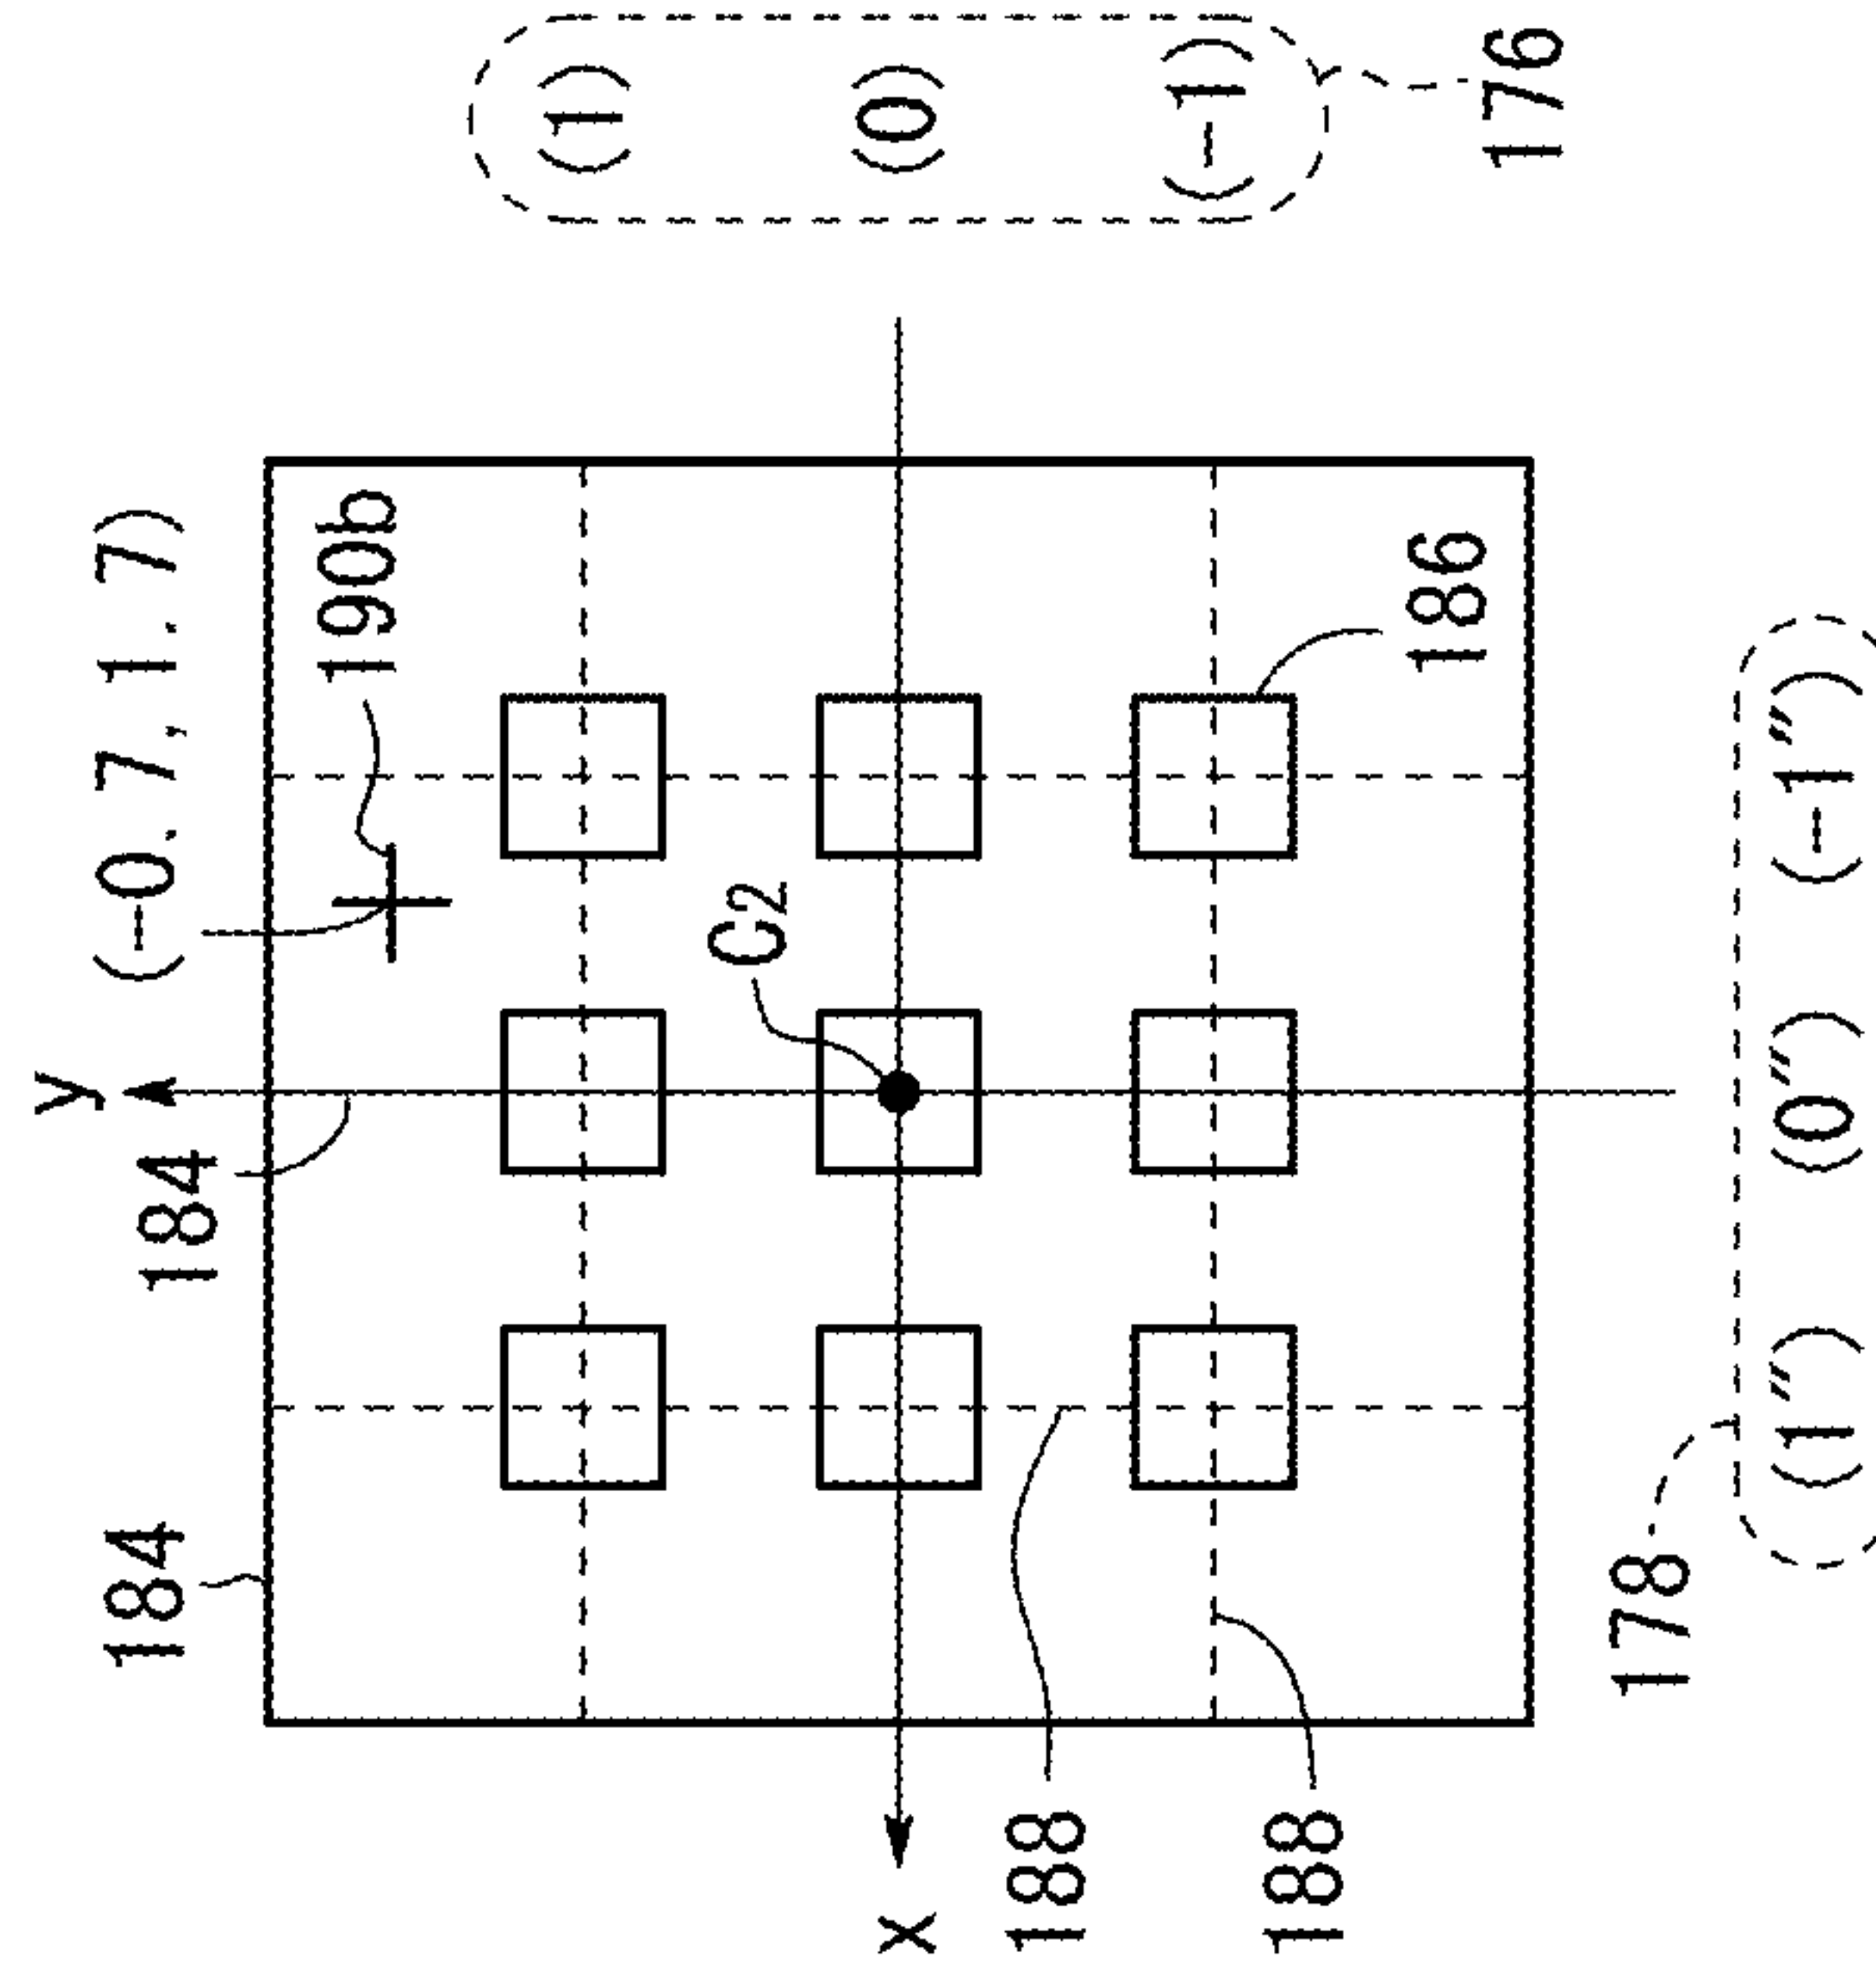 y
(-0.7, 1.7)
184
184
190b
C2
(1)
(0)
(-1)
176
186
x
188
188
178
(1") (0") (-1")